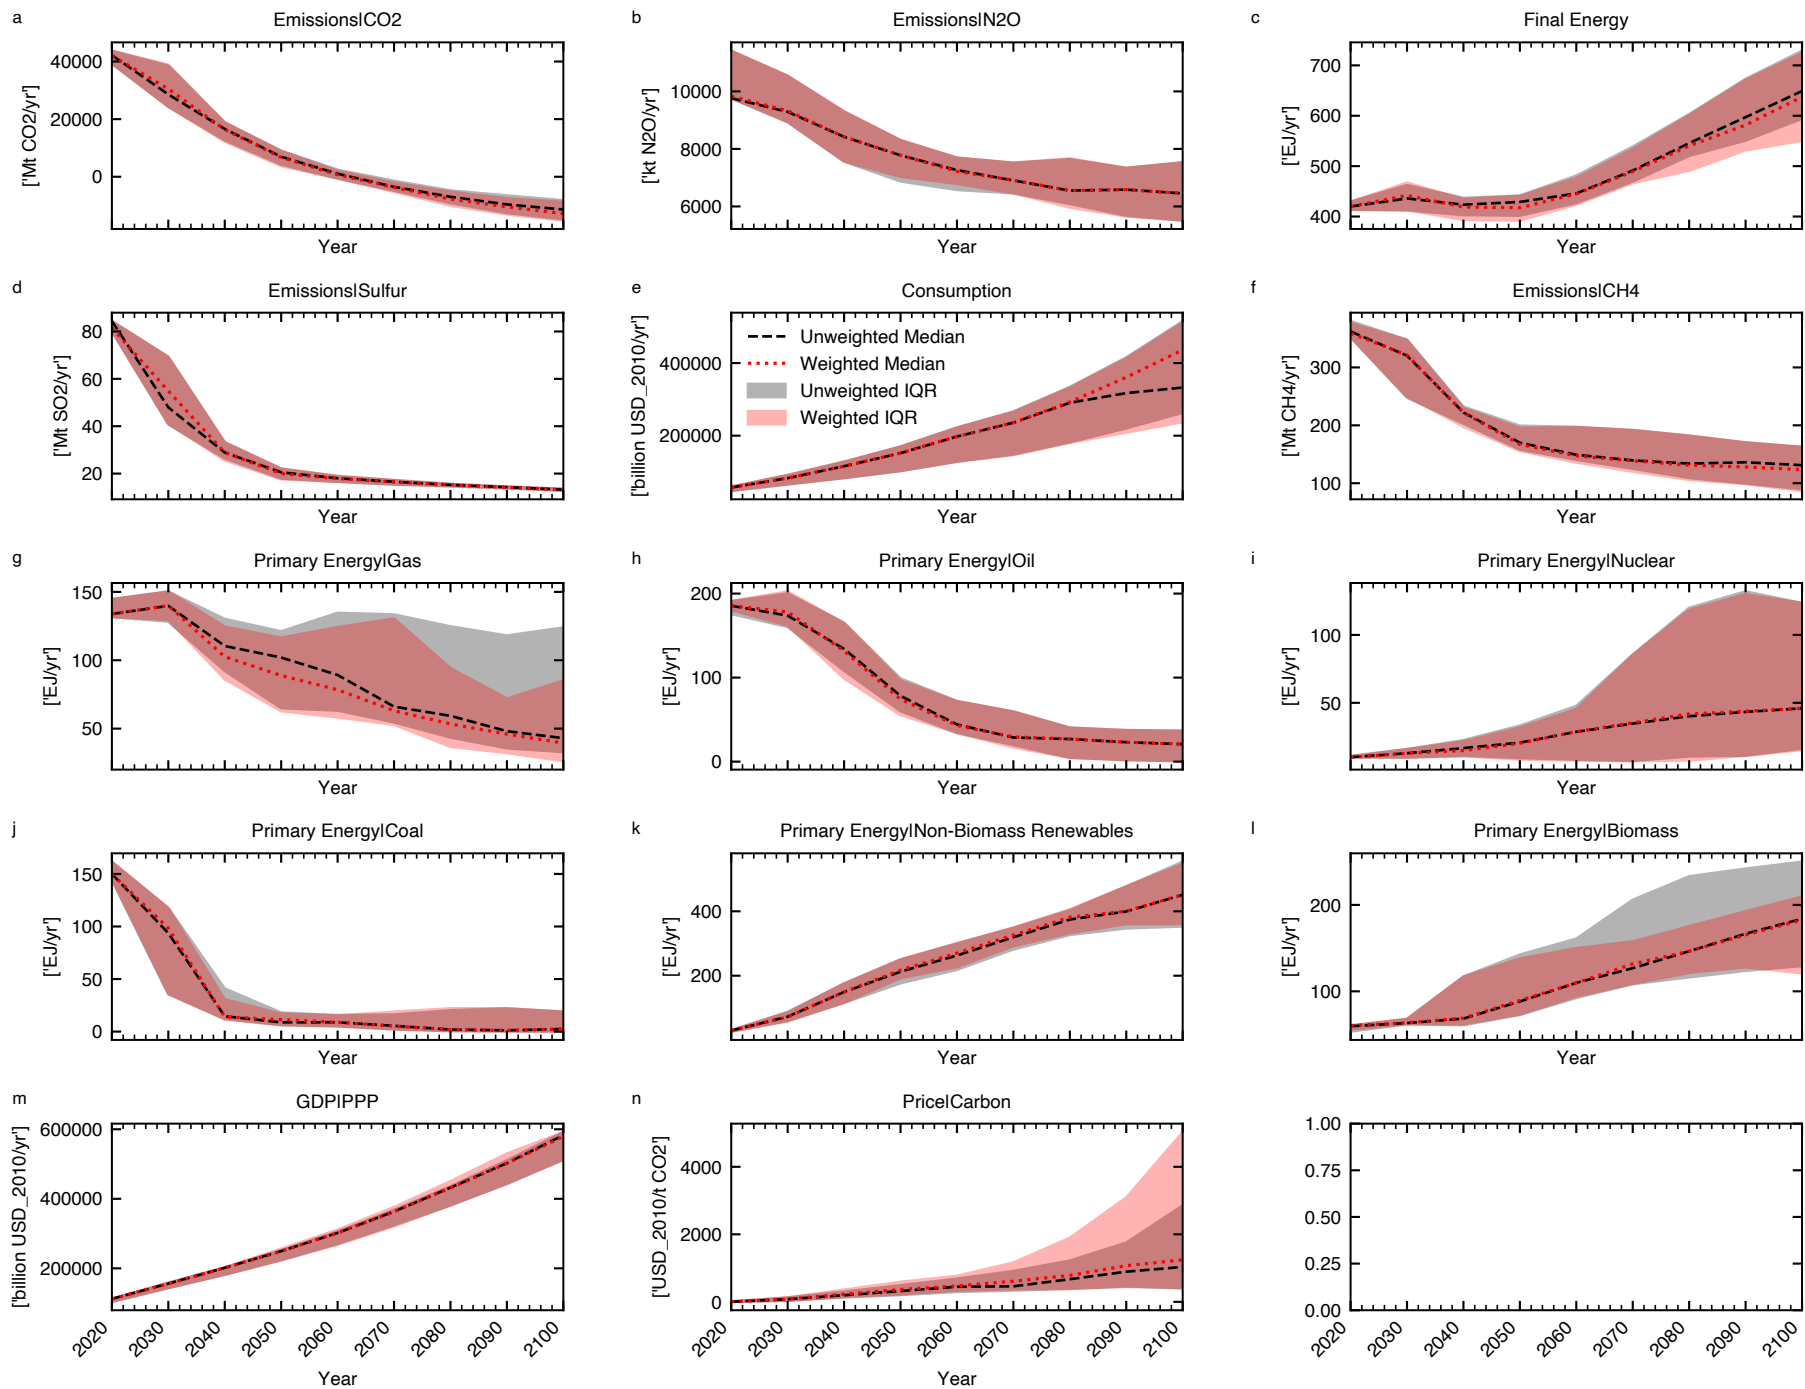 a Emissions|CO2
['Mt CO2/yr']
40000
20000
0
Year
b Emissions|N2O
['kt N2O/yr']
10000
8000
6000
Year
c Final Energy
['EJ/yr']
700
600
500
400
Year
d Emissions|Sulfur
['Mt SO2/yr']
80
60
40
20
Year
e Consumption
['billion USD_2010/yr']
400000
200000
Unweighted Median
Weighted Median
Unweighted IQR
Weighted IQR
Year
f Emissions|CH4
['Mt CH4/yr']
300
200
100
Year
g Primary Energy|Gas
['EJ/yr']
150
100
50
Year
h Primary Energy|Oil
['EJ/yr']
200
100
0
Year
i Primary Energy|Nuclear
['EJ/yr']
100
50
Year
j Primary Energy|Coal
['EJ/yr']
150
100
50
0
Year
k Primary Energy|Non-Biomass Renewables
['EJ/yr']
400
200
Year
l Primary Energy|Biomass
['EJ/yr']
200
100
Year
m GDP|PPP
['billion USD_2010/yr']
600000
400000
200000
2020 2030 2040 2050 2060 2070 2080 2090 2100
Year
n Price|Carbon
['USD_2010/t CO2']
4000
2000
0
2020 2030 2040 2050 2060 2070 2080 2090 2100
Year
1.00
0.75
0.50
0.25
0.00
2020 2030 2040 2050 2060 2070 2080 2090 2100